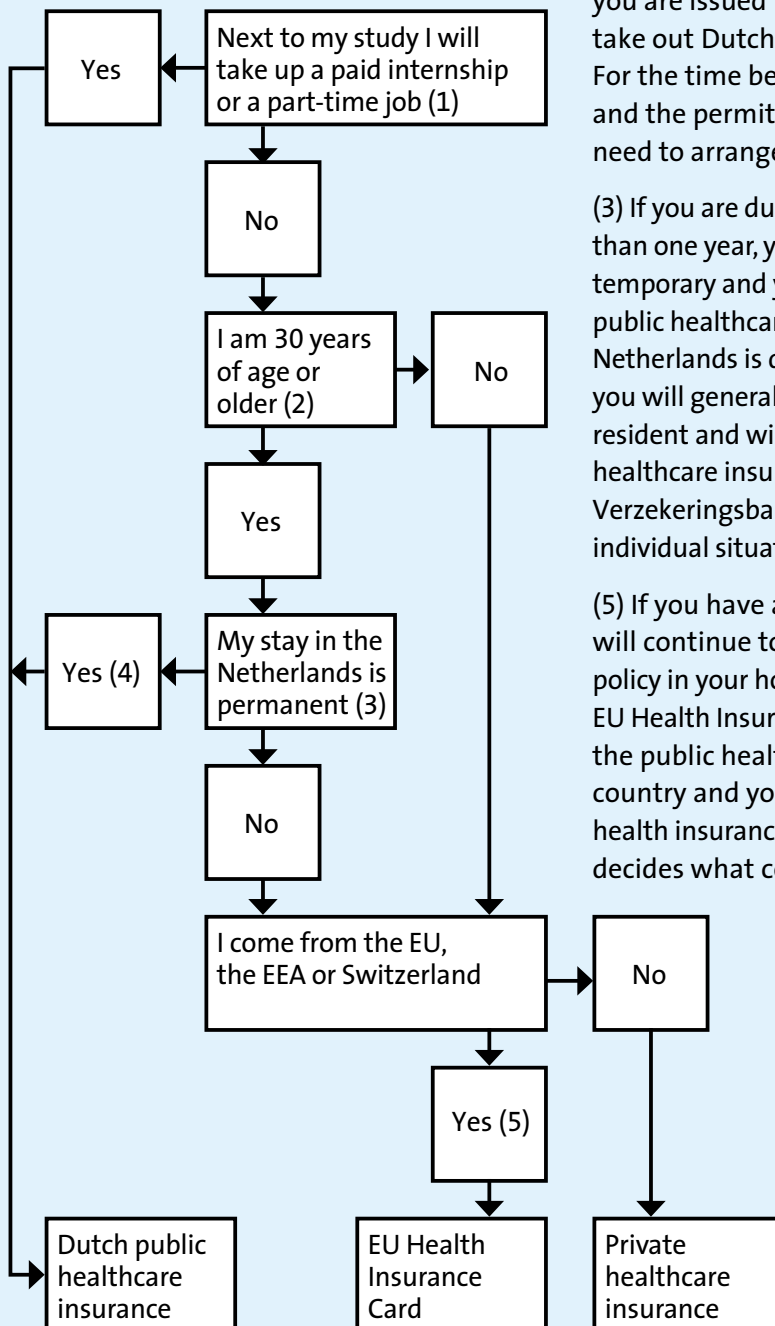 Yes
Next to my study I will
take up a paid internship
or a part-time job (1)
No
I am 30 years
of age or
older (2)
No
Yes
Yes (4)
My stay in the
Netherlands is
permanent (3)
No
I come from the EU,
the EEA or Switzerland
No
Yes (5)
Dutch public
healthcare
insurance
EU Health
Insurance
Card
Private
healthcare
insurance
you are issued
take out Dutch
For the time be
and the permit
need to arrange
(3) If you are du
than one year, y
temporary and y
public healthcar
Netherlands is
you will general
resident and wi
healthcare insu
Verzekeringsba
individual situat
(5) If you have a
will continue to
policy in your ho
EU Health Insur
the public healt
country and yo
health insuranc
decides what c